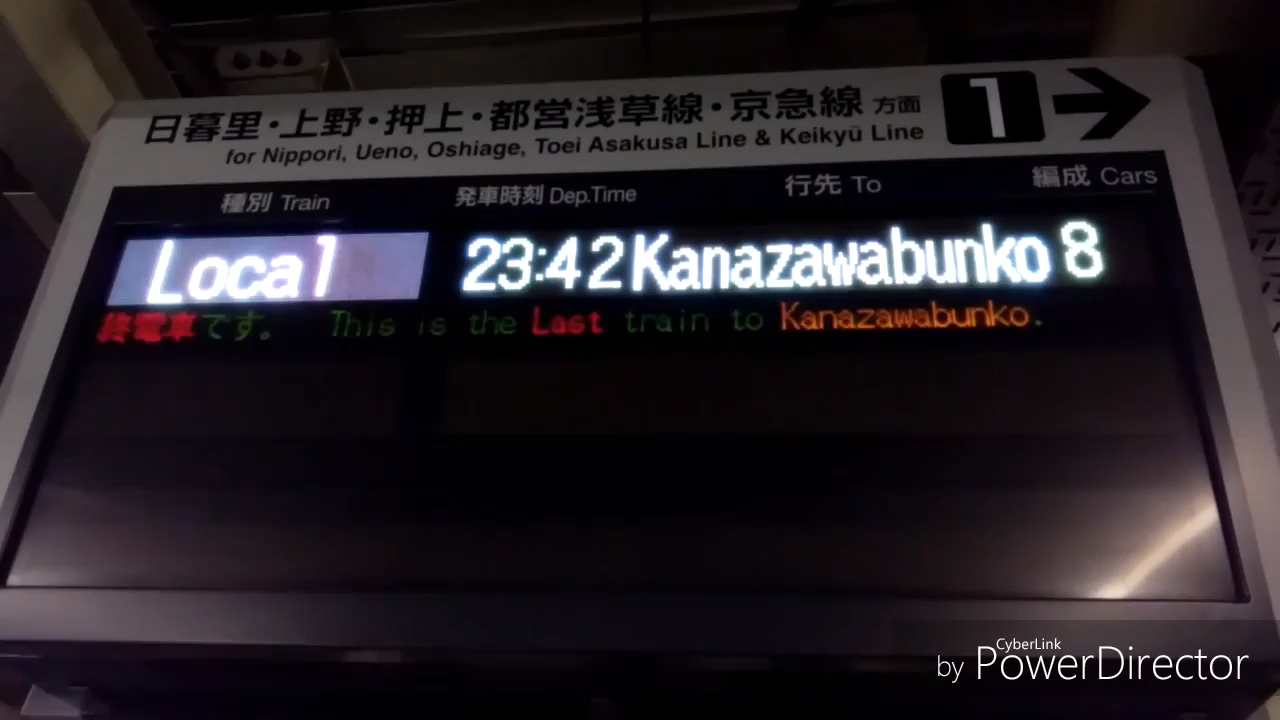 日暮里・上野・押上・都営浅草線・京急線 方面 1
for Nippori, Ueno, Oshiage, Toei Asakusa Line & Keikyū Line
種別 Train 発車時刻 Dep.Time 行先 To 編成 Cars
Local 23:42 Kanazawabunko 8
終電車です。 This is the Last train to Kanazawabunko.
CyberLink
by PowerDirector